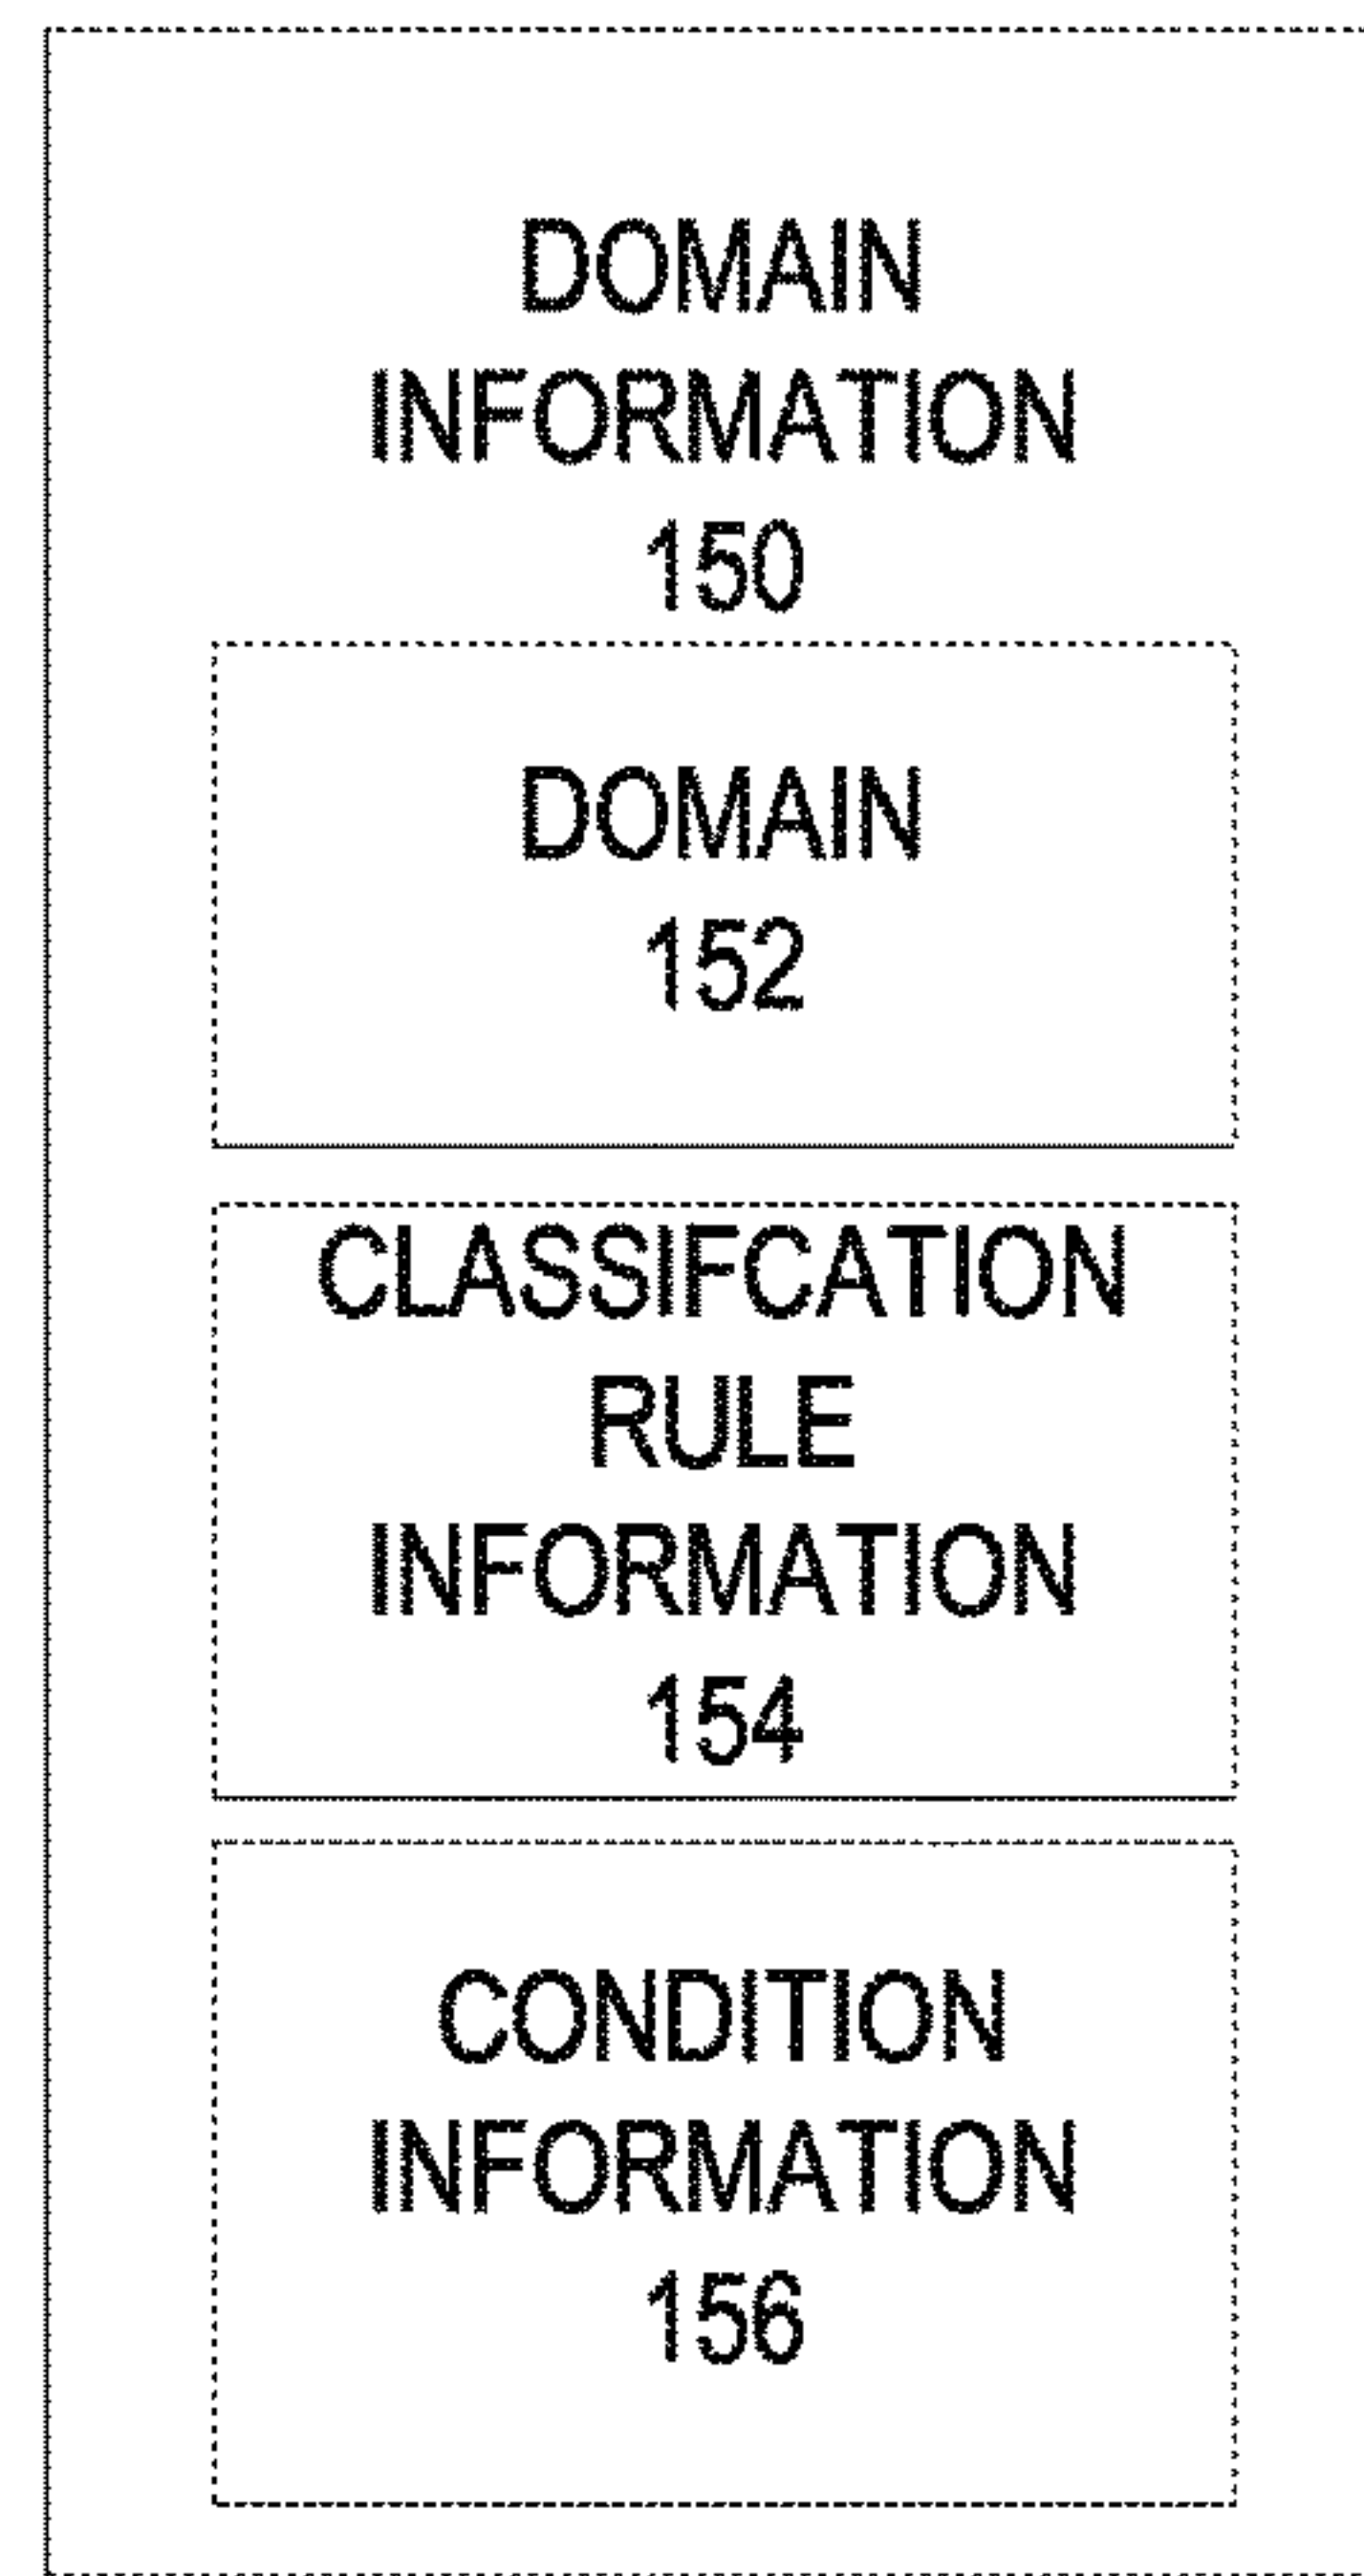 DOMAIN
INFORMATION
150
DOMAIN
152
CLASSIFCATION
RULE
INFORMATION
154
CONDITION
INFORMATION
156